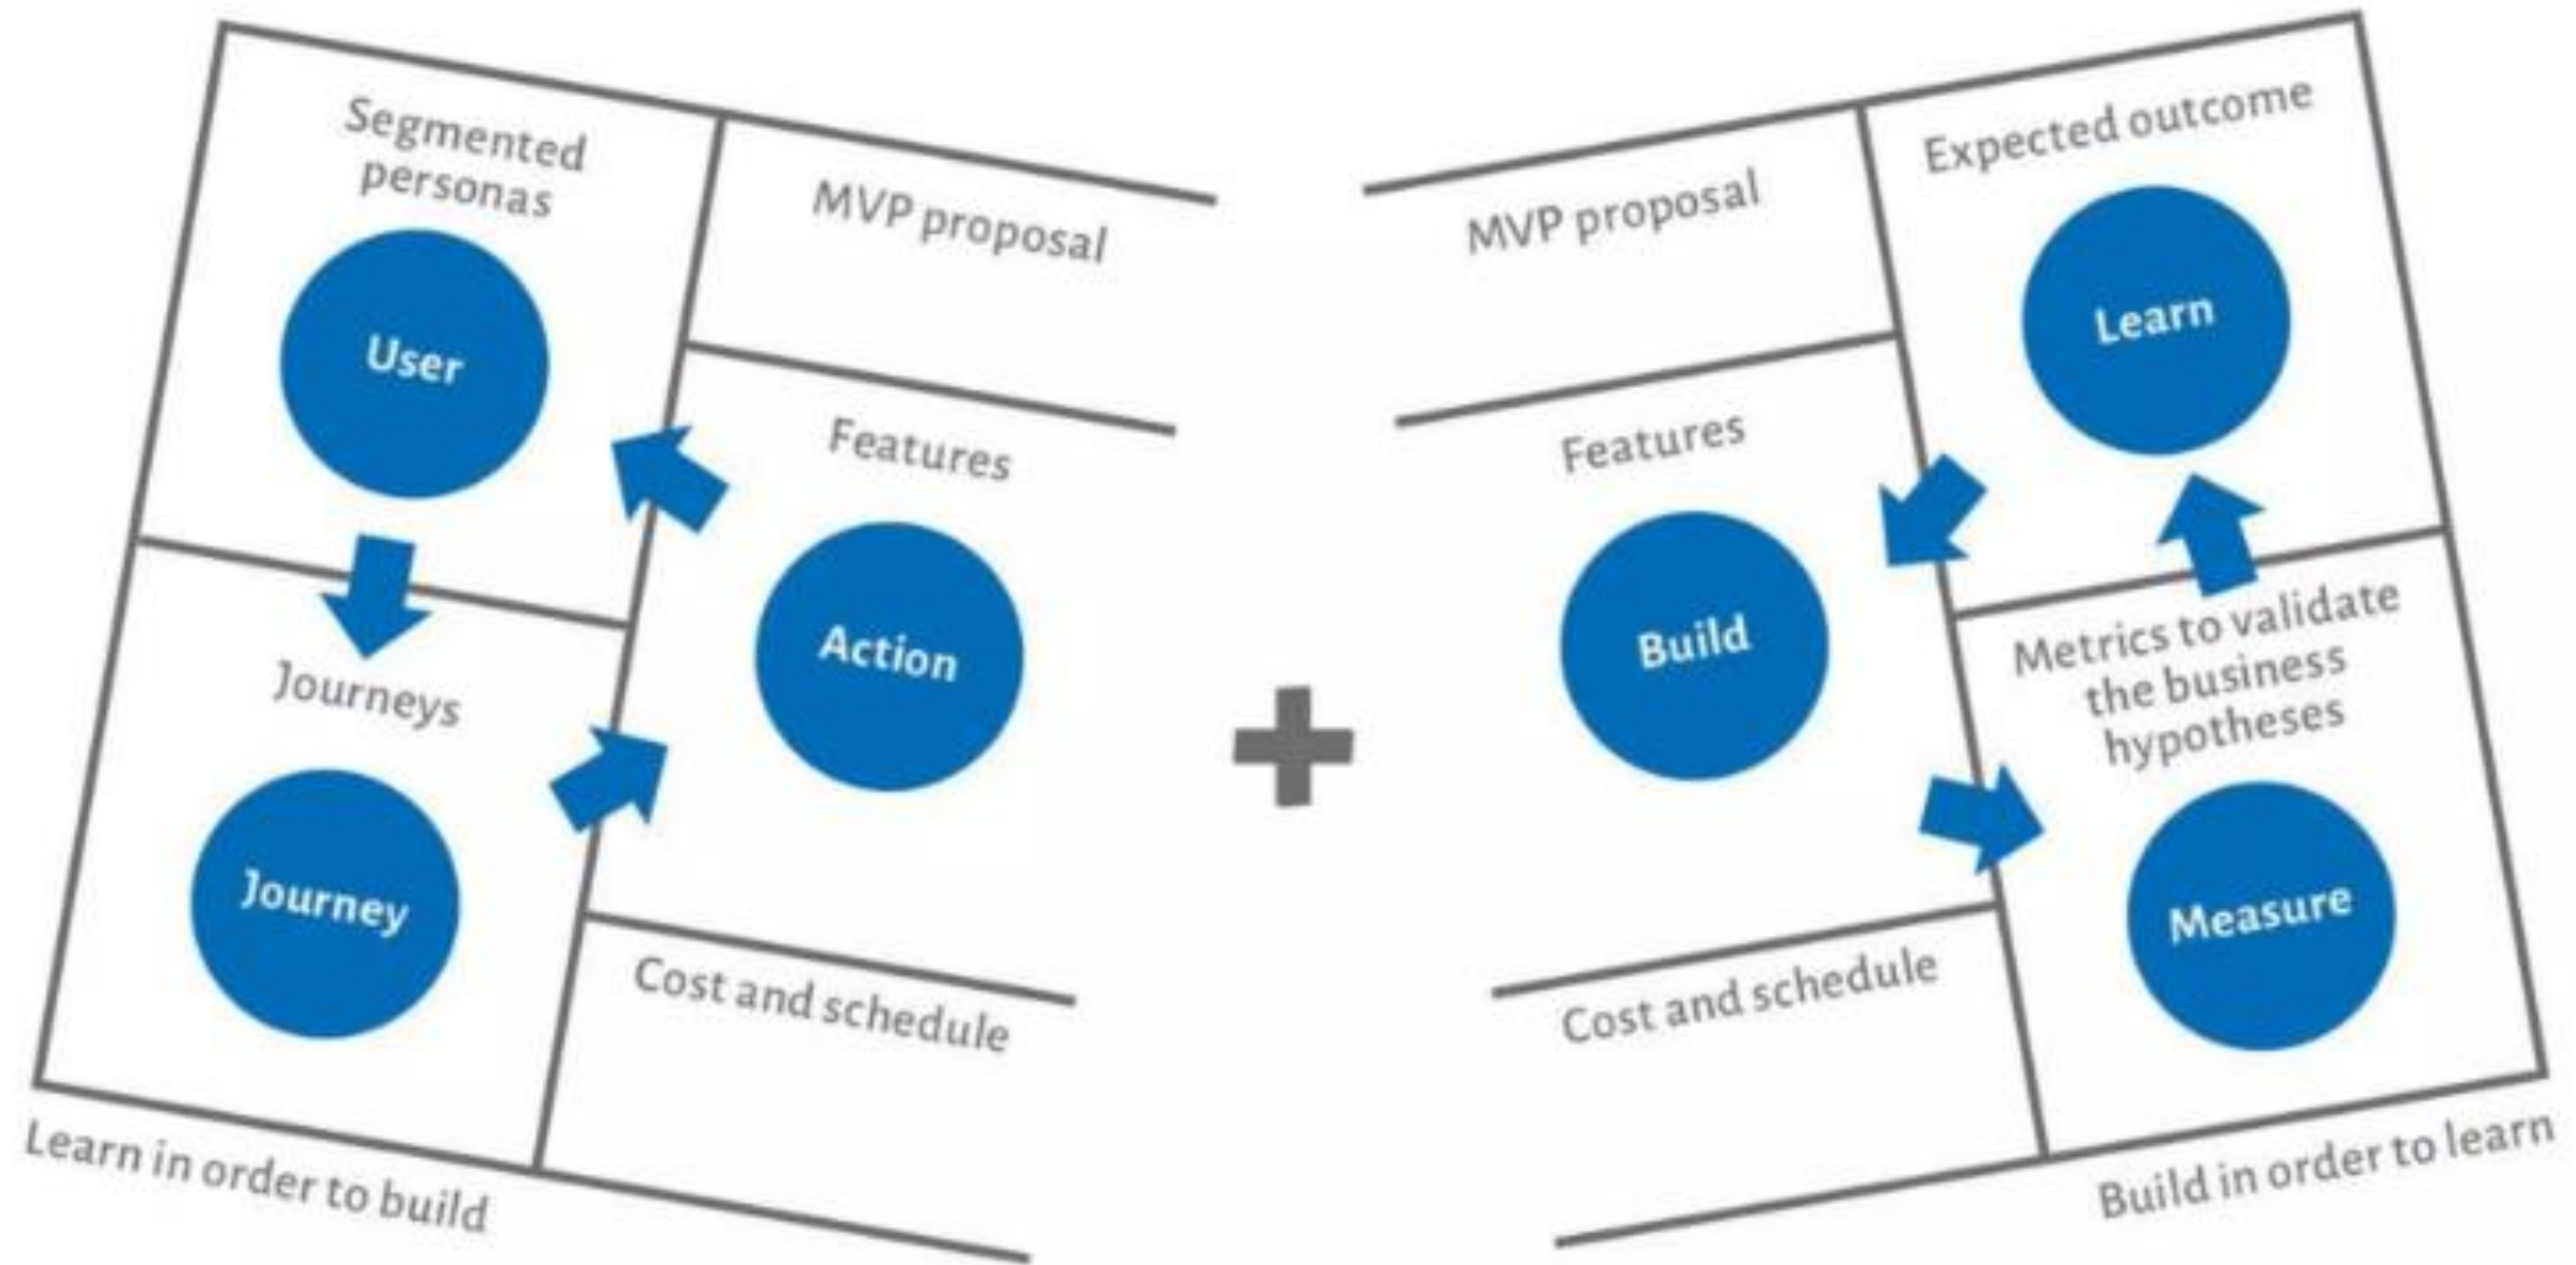 Segmented
personas
User
MVP proposal
Features
Action
Journeys
Journey
Cost and schedule
Learn in order to build
MVP proposal
Expected outcome
Learn
Features
Build
Metrics to validate
the business
hypotheses
Measure
Cost and schedule
Build in order to learn